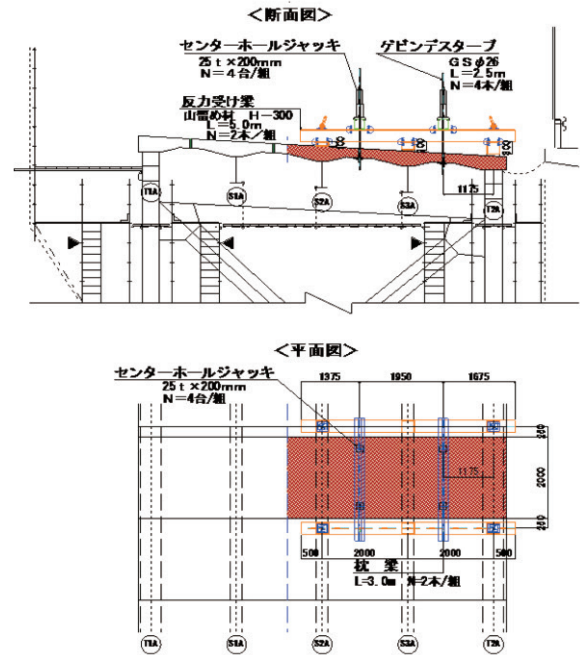 <断面図>
センターホールジャッキ
25t×200mm
N=4台/組
ゲビンデスターブ
GSφ26
L=2.5m
N=4本/組
反力受け梁
山留め材 H-300
L=5.0m
N=2本/組
1175
T1A
S1A
S2A
S3A
T2A
<平面図>
センターホールジャッキ
25t×200mm
N=4台/組
1375
1950
1675
1175
2000
500
2000
2000
500
枕 梁
L=3.0m N=2本/組
T1A
S1A
S2A
S3A
T2A